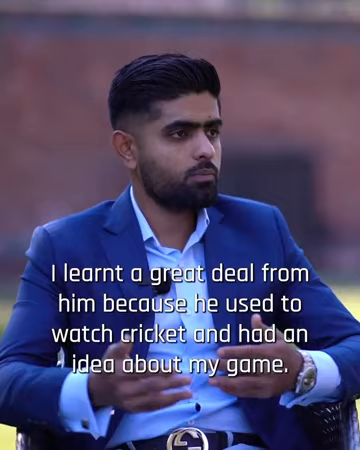 I learnt a great deal from
him because he used to
watch cricket and had an
idea about my game.